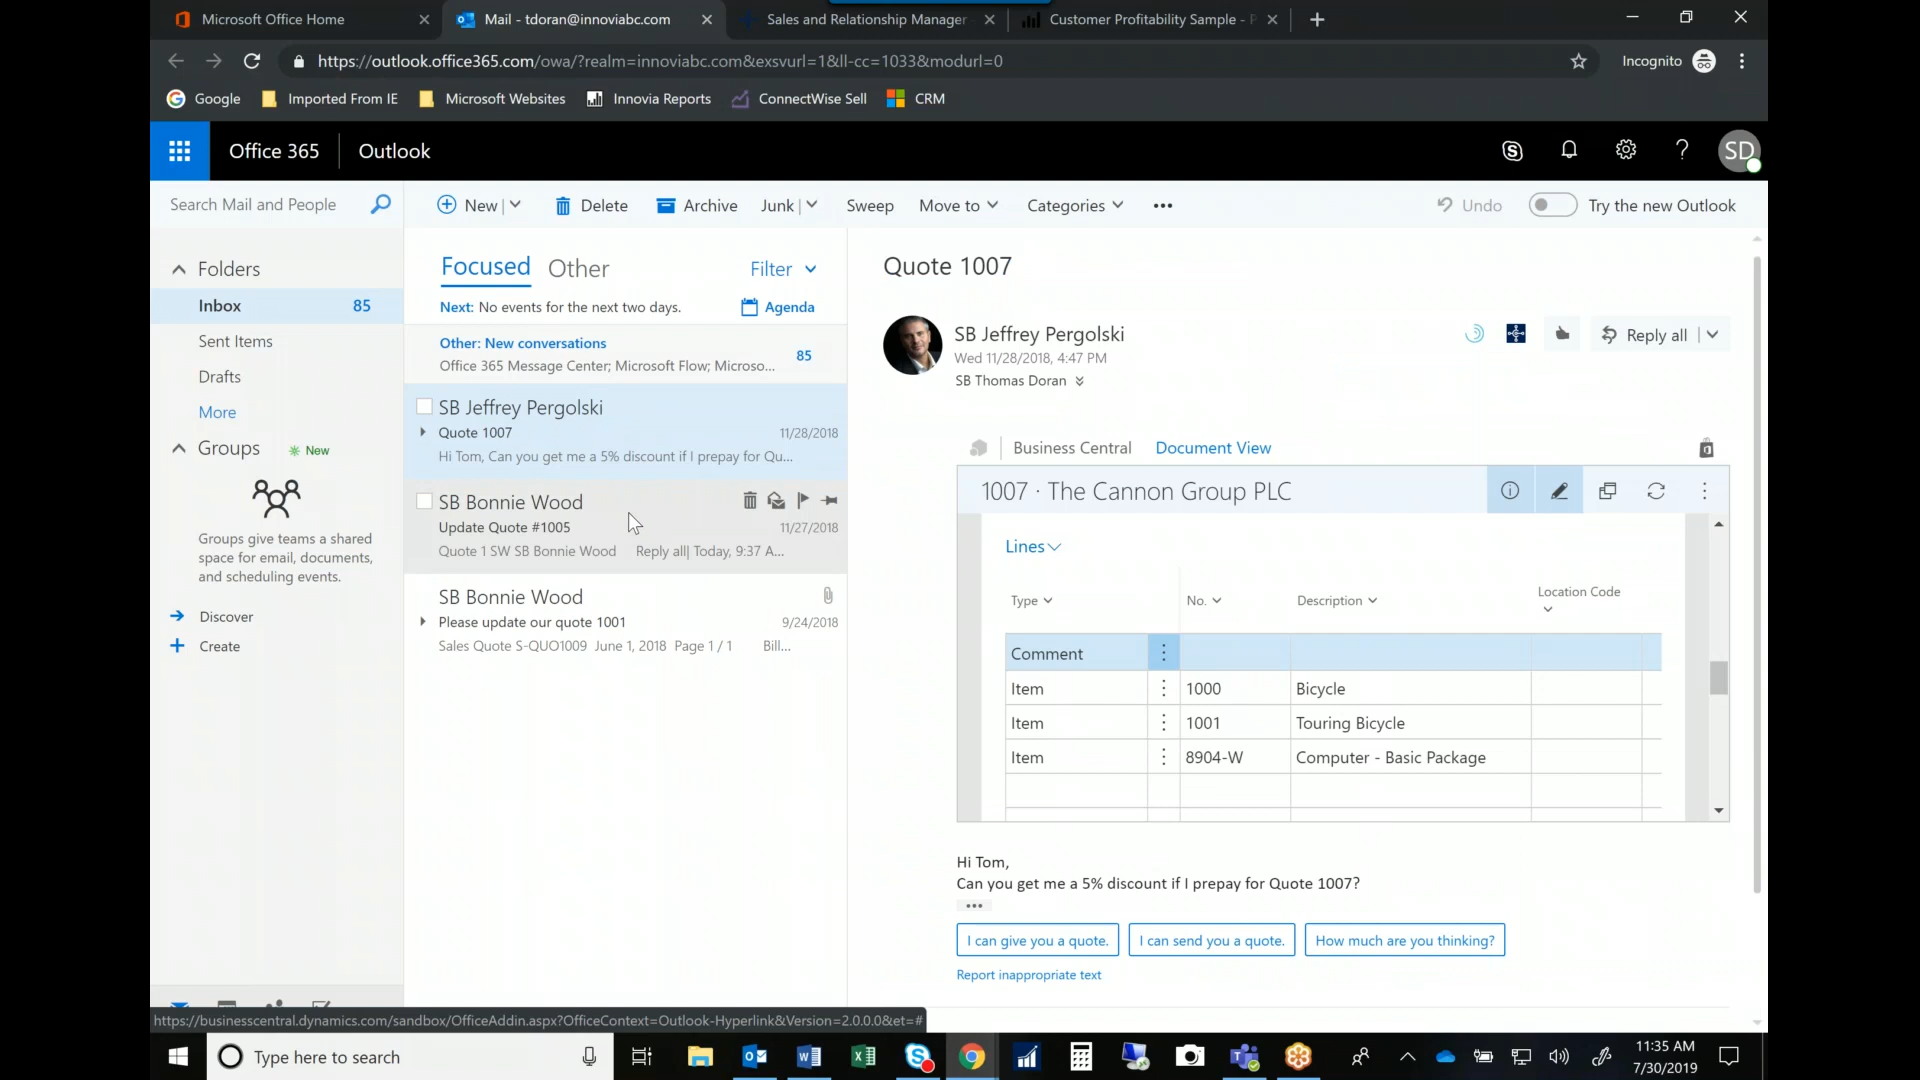 Microsoft Office Home
Mail - tdoran@innoviabc.com
Sales and Relationship Manager
Customer Profitability Sample - P
https://outlook.office365.com/owa/?realm=innoviabc.com&exsvurl=1&ll-cc=1033&modurl=0
Incognito
Google
Imported From IE
Microsoft Websites
Innovia Reports
ConnectWise Sell
CRM
Office 365
Outlook
SD
Search Mail and People
New
Delete
Archive
Junk
Sweep
Move to
Categories
Undo
Try the new Outlook
Folders
Inbox 85
Sent Items
Drafts
More
Groups
New
Groups give teams a shared
space for email, documents,
and scheduling events.
Discover
Create
Focused
Other
Filter
Next: No events for the next two days.
Agenda
Other: New conversations
Office 365 Message Center; Microsoft Flow; Microso...
85
SB Jeffrey Pergolski
Quote 1007
11/28/2018
Hi Tom, Can you get me a 5% discount if I prepay for Qu...
SB Bonnie Wood
Update Quote #1005
11/27/2018
Quote 1 SW SB Bonnie Wood Reply all| Today, 9:37 A...
SB Bonnie Wood
Please update our quote 1001
9/24/2018
Sales Quote S-QUO1009 June 1, 2018 Page 1 / 1 Bill...
Quote 1007
SB Jeffrey Pergolski
Wed 11/28/2018, 4:47 PM
SB Thomas Doran
Reply all
Business Central
Document View
1007 · The Cannon Group PLC
Lines
Type
No.
Description
Location Code
Comment
Item 1000 Bicycle
Item 1001 Touring Bicycle
Item 8904-W Computer - Basic Package
Hi Tom,
Can you get me a 5% discount if I prepay for Quote 1007?
I can give you a quote.
I can send you a quote.
How much are you thinking?
Report inappropriate text
https://businesscentral.dynamics.com/sandbox/OfficeAddin.aspx?OfficeContext=Outlook-Hyperlink&Version=2.0.0.0&et=#
Type here to search
11:35 AM
7/30/2019